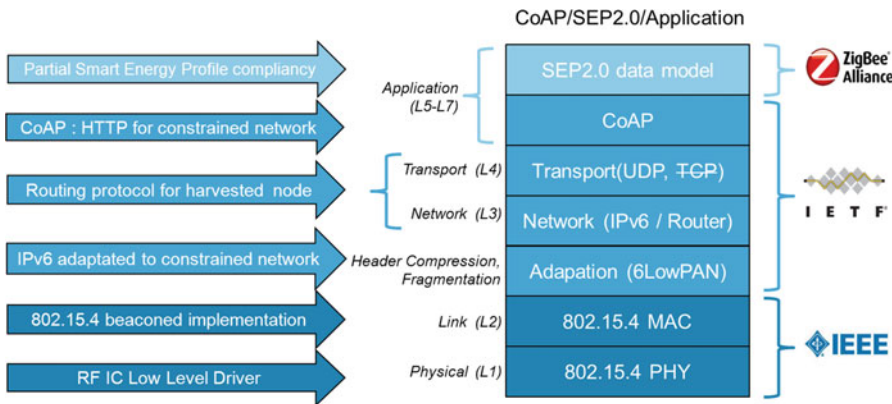 CoAP/SEP2.0/Application
Partial Smart Energy Profile compliancy
CoAP : HTTP for constrained network
Routing protocol for harvested node
IPv6 adaptated to constrained network
802.15.4 beaconed implementation
RF IC Low Level Driver
Application
(L5-L7)
Transport (L4)
Network (L3)
Header Compression,
Fragmentation
Link (L2)
Physical (L1)
SEP2.0 data model
CoAP
Transport(UDP, TCP)
Network (IPv6 / Router)
Adapation (6LowPAN)
802.15.4 MAC
802.15.4 PHY
ZigBee®
Alliance
I E T F®
IEEE